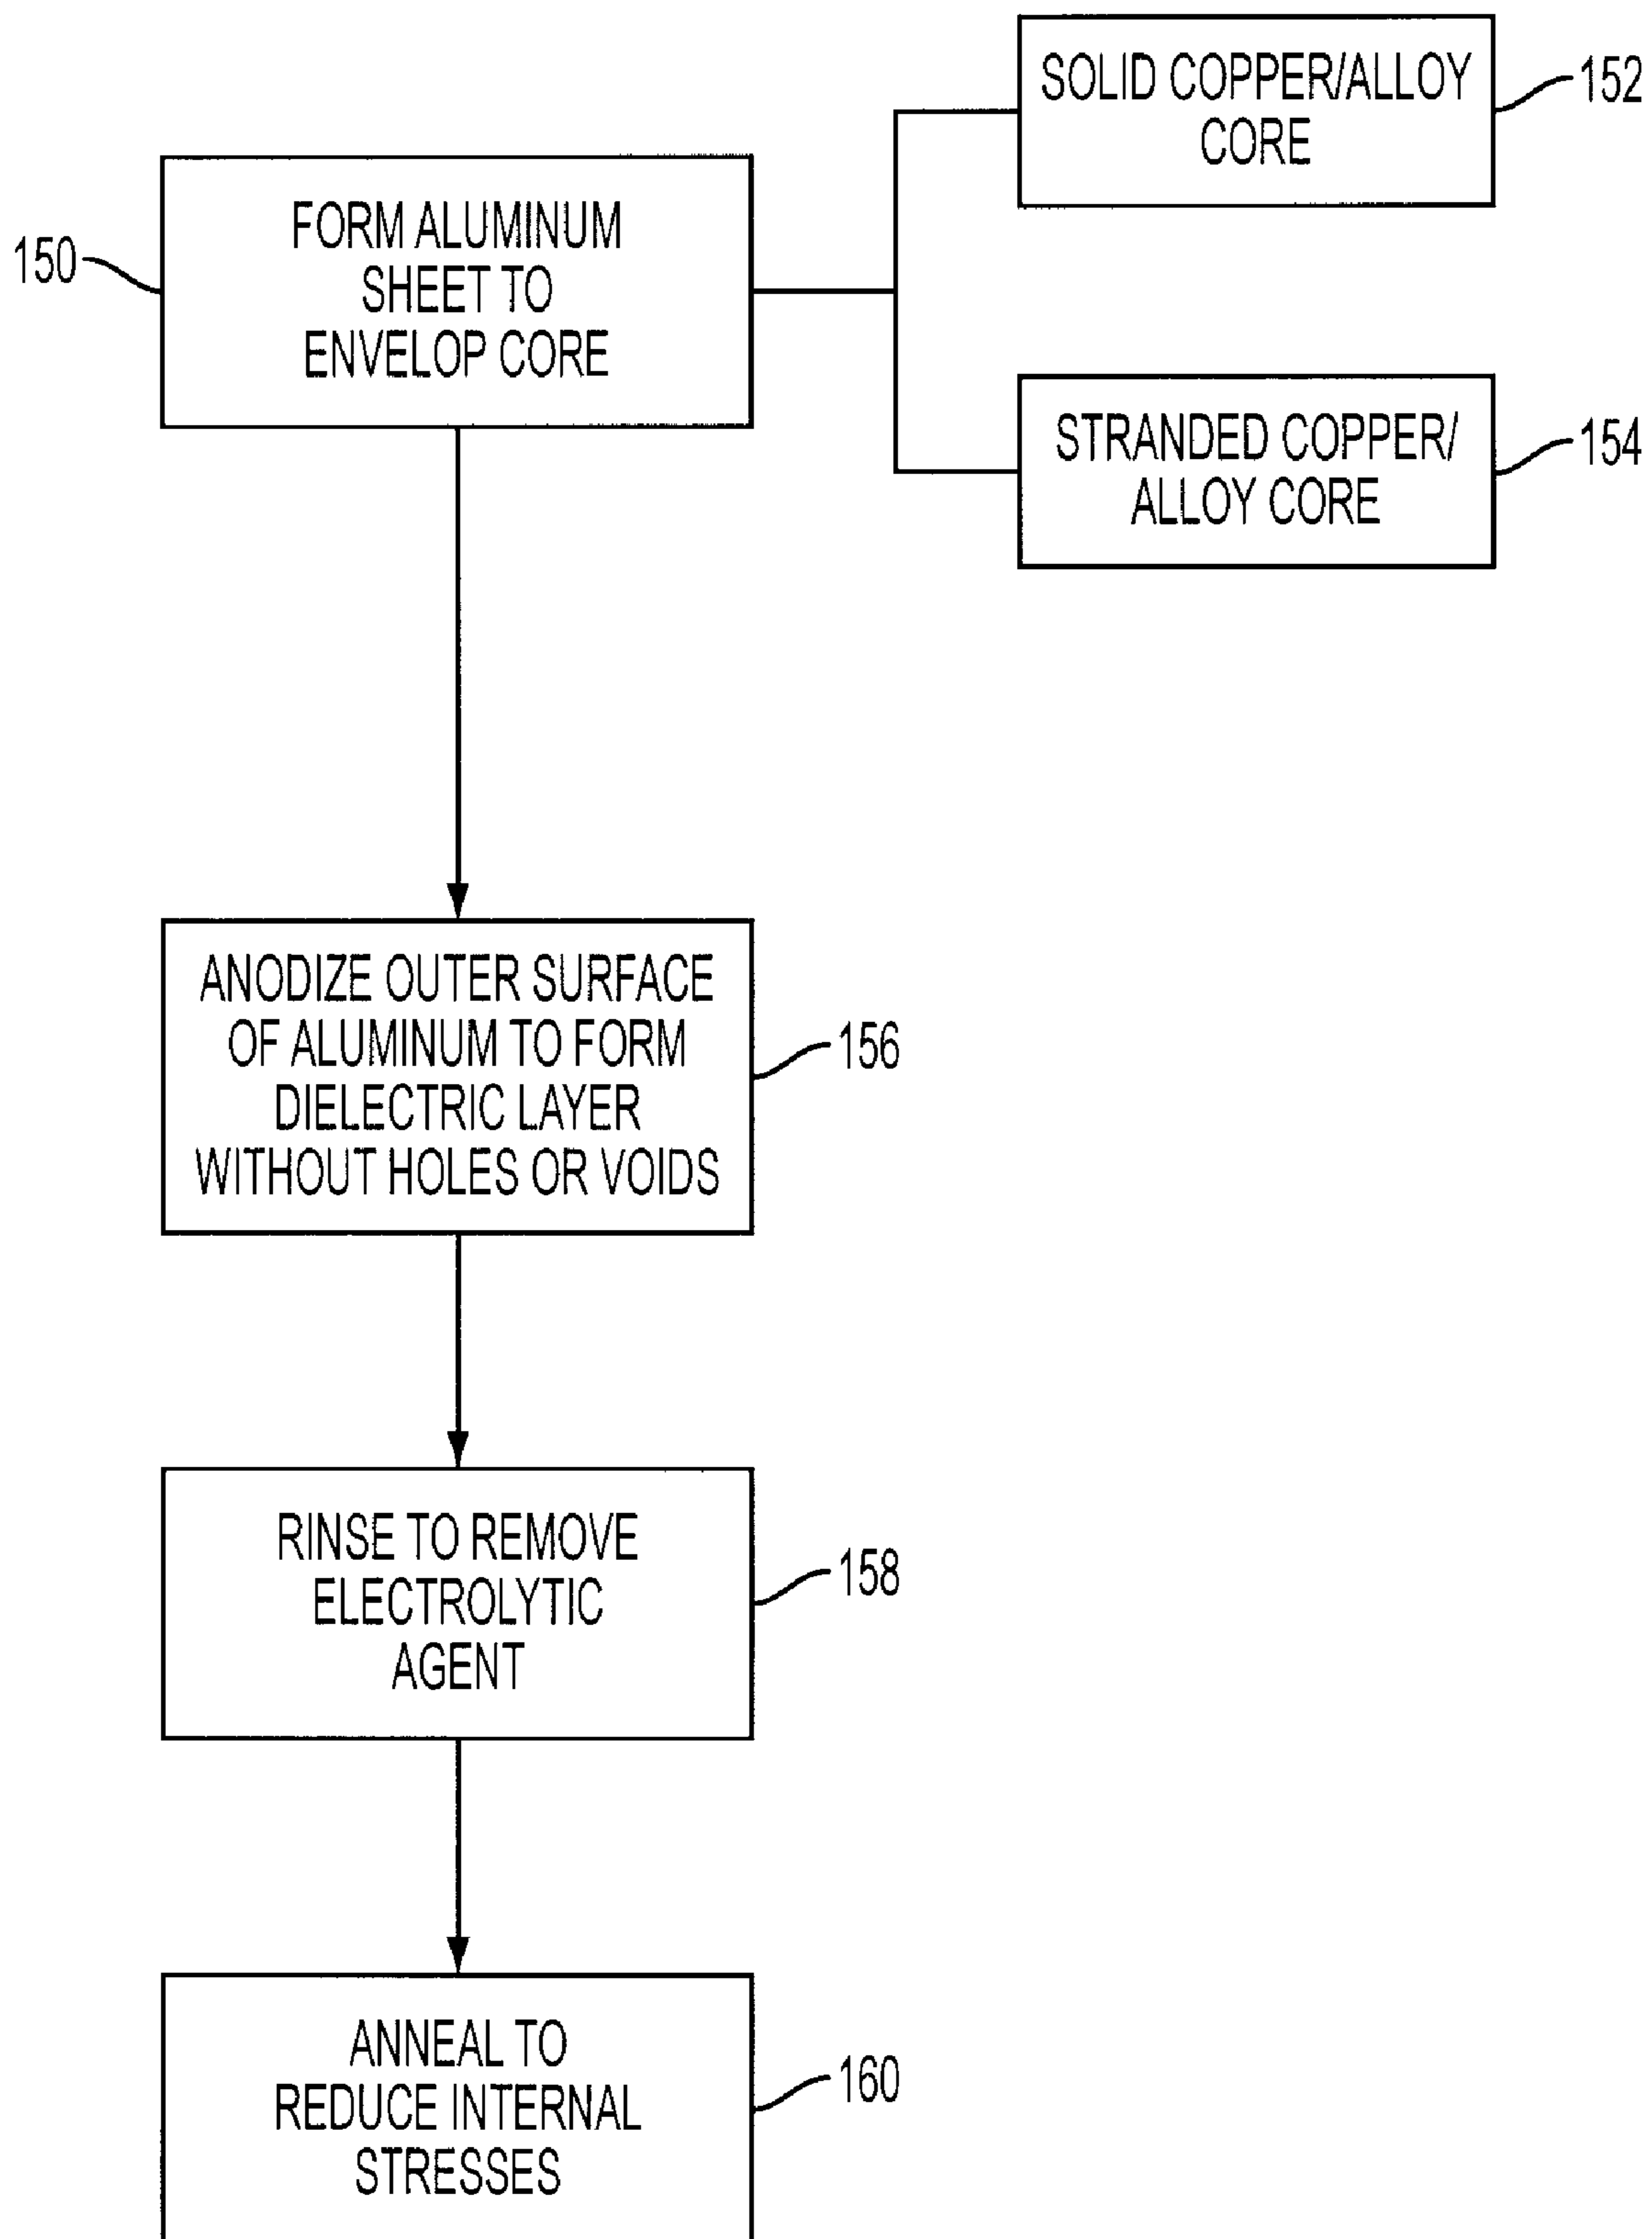 SOLID COPPER/ALLOY
CORE
152
150
FORM ALUMINUM
SHEET TO
ENVELOP CORE
STRANDED COPPER/
ALLOY CORE
154
ANODIZE OUTER SURFACE
OF ALUMINUM TO FORM
DIELECTRIC LAYER
WITHOUT HOLES OR VOIDS
156
RINSE TO REMOVE
ELECTROLYTIC
AGENT
158
ANNEAL TO
REDUCE INTERNAL
STRESSES
160